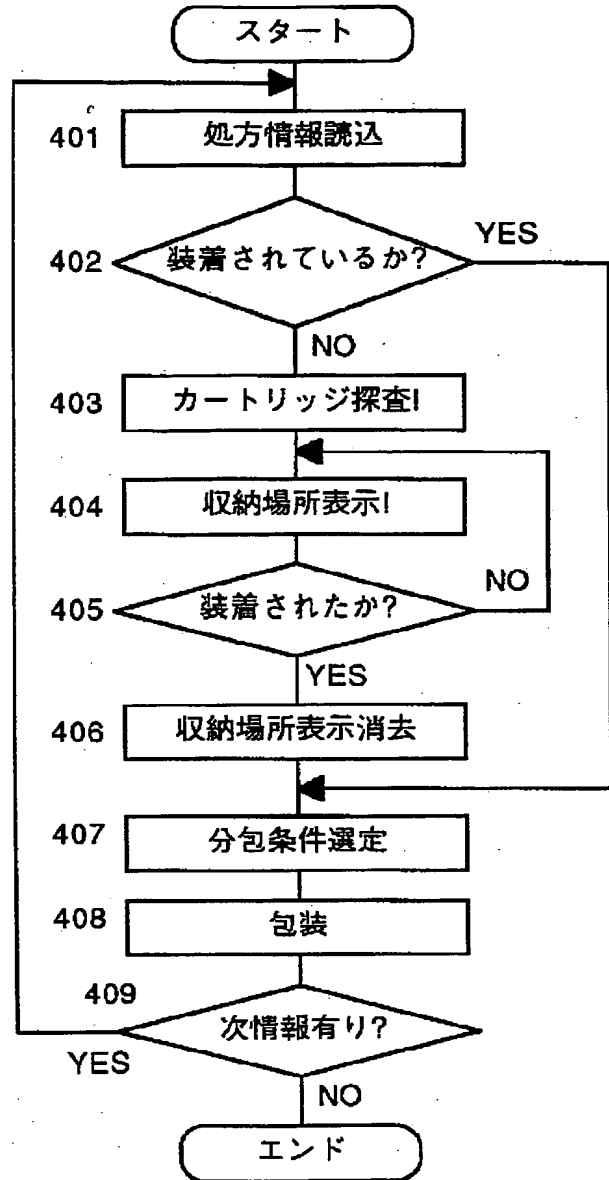 スタート
401
処方情報読込
402
装着されているか?
YES
NO
403
カートリッジ探査!
404
収納場所表示!
405
装着されたか?
NO
YES
406
収納場所表示消去
407
分包条件選定
408
包装
409
次情報有り?
YES
NO
エンド